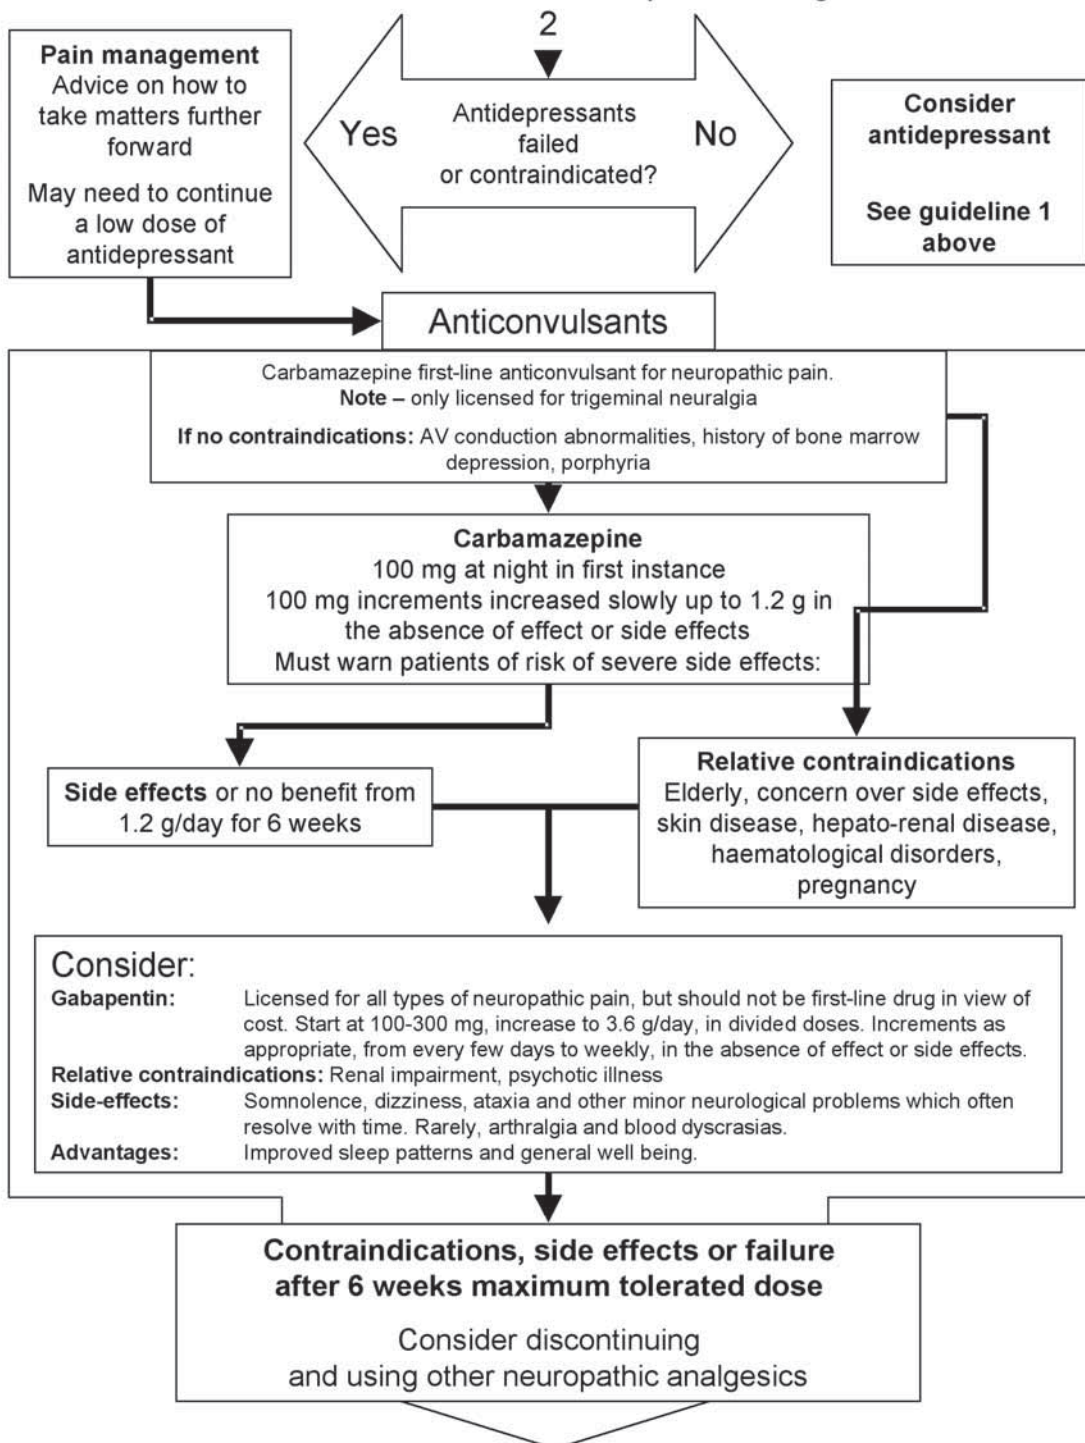 2
Pain management
Advice on how to
take matters further
forward
May need to continue
a low dose of
antidepressant
Yes
Antidepressants
failed
or contraindicated?
No
Consider
antidepressant
See guideline 1
above
Anticonvulsants
Carbamazepine first-line anticonvulsant for neuropathic pain.
Note – only licensed for trigeminal neuralgia
If no contraindications: AV conduction abnormalities, history of bone marrow
depression, porphyria
Carbamazepine
100 mg at night in first instance
100 mg increments increased slowly up to 1.2 g in
the absence of effect or side effects
Must warn patients of risk of severe side effects:
Side effects or no benefit from
1.2 g/day for 6 weeks
Relative contraindications
Elderly, concern over side effects,
skin disease, hepato-renal disease,
haematological disorders,
pregnancy
Consider:
Gabapentin: Licensed for all types of neuropathic pain, but should not be first-line drug in view of
cost. Start at 100-300 mg, increase to 3.6 g/day, in divided doses. Increments as
appropriate, from every few days to weekly, in the absence of effect or side effects.
Relative contraindications: Renal impairment, psychotic illness
Side-effects: Somnolence, dizziness, ataxia and other minor neurological problems which often
resolve with time. Rarely, arthralgia and blood dyscrasias.
Advantages: Improved sleep patterns and general well being.
Contraindications, side effects or failure
after 6 weeks maximum tolerated dose
Consider discontinuing
and using other neuropathic analgesics